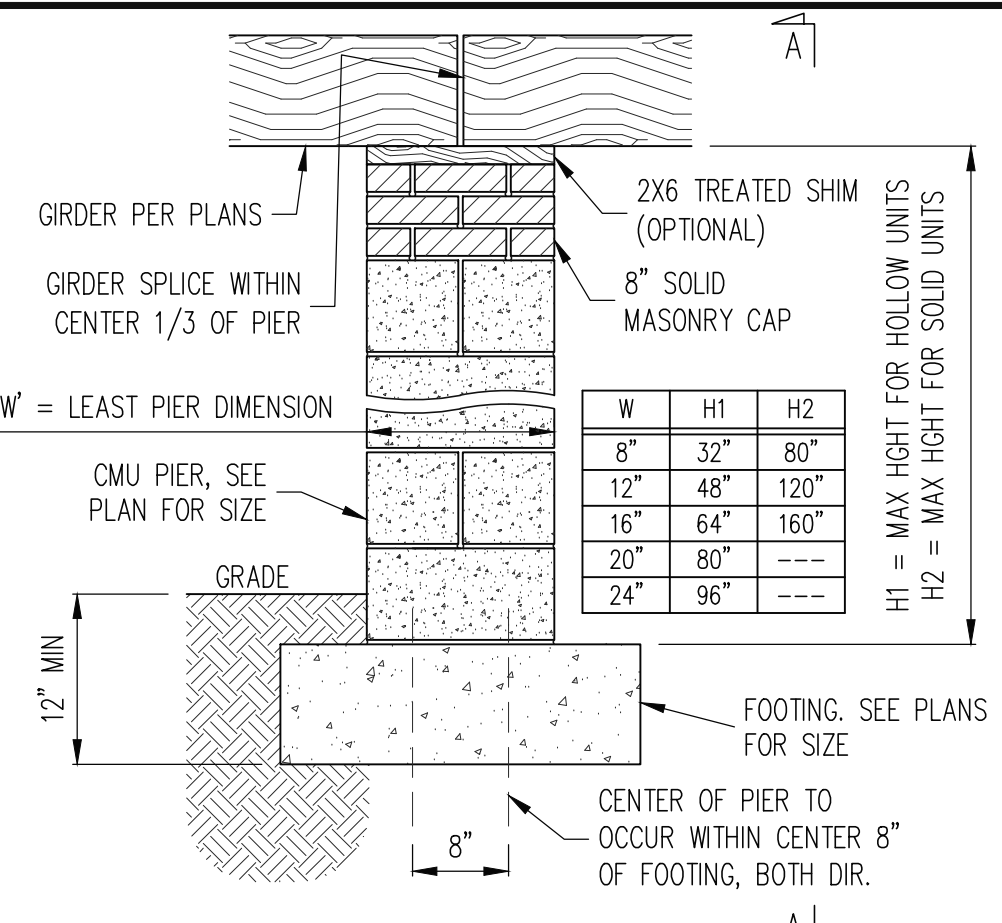 A
GIRDER PER PLANS
2X6 TREATED SHIM
(OPTIONAL)
GIRDER SPLICE WITHIN
CENTER 1/3 OF PIER
8" SOLID
MASONRY CAP
H1 = MAX HGHT FOR HOLLOW UNITS
H2 = MAX HGHT FOR SOLID UNITS
W' = LEAST PIER DIMENSION
W H1 H2
8" 32" 80"
12" 48" 120"
16" 64" 160"
20" 80" ---
24" 96" ---
CMU PIER, SEE
PLAN FOR SIZE
GRADE
12" MIN
FOOTING. SEE PLANS
FOR SIZE
8"
CENTER OF PIER TO
OCCUR WITHIN CENTER 8"
OF FOOTING, BOTH DIR.